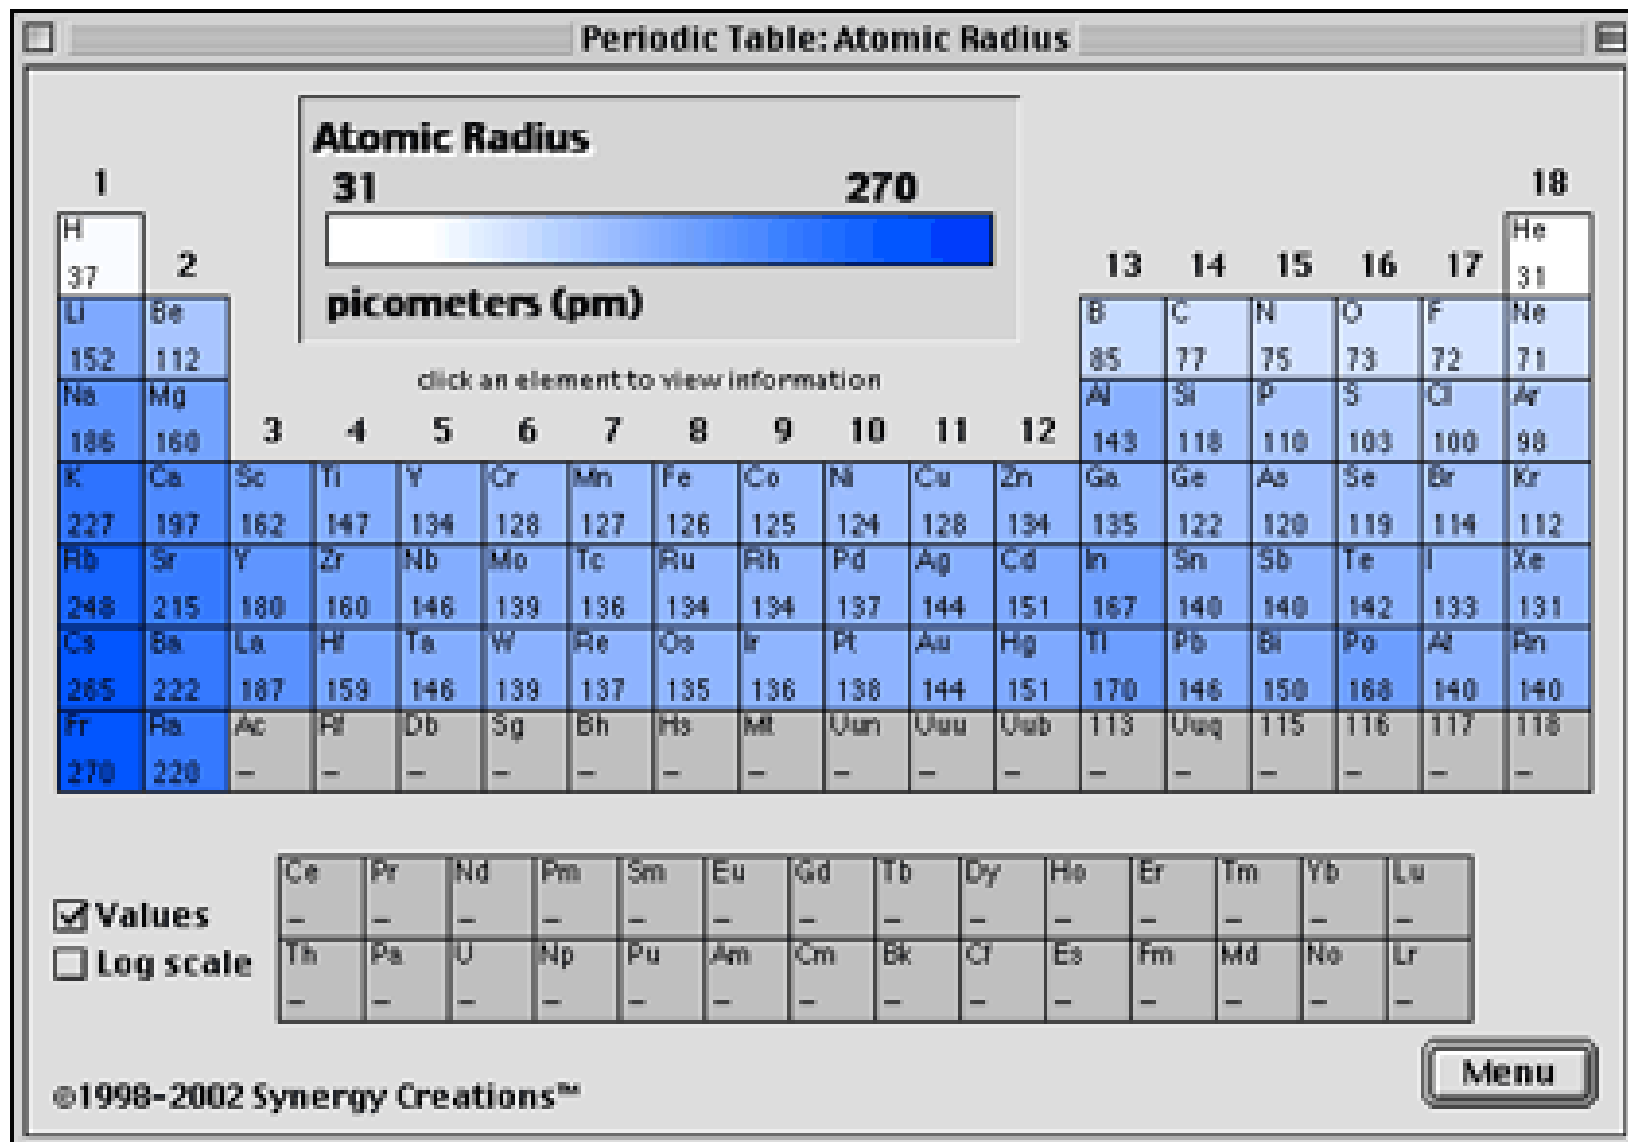 Periodic Table: Atomic Radius
Atomic Radius
31 270
picometers (pm)
1 18
2 13 14 15 16 17
H He
37 31
Li Be B C N O F Ne
152 112 85 77 75 73 72 71
click an element to view information
Na Mg Al Si P S Cl Ar
3 4 5 6 7 8 9 10 11 12
186 160 143 118 110 103 100 98
K Ca Sc Ti Y Cr Mn Fe Co Ni Cu Zn Ga Ge As Se Br Kr
227 197 162 147 134 128 127 126 125 124 128 134 135 122 120 119 114 112
Rb Sr Y Zr Nb Mo Tc Ru Rh Pd Ag Cd In Sn Sb Te I Xe
248 215 180 160 146 139 136 134 134 137 144 151 167 140 140 142 133 131
Cs Ba La Hf Ta W Re Os Ir Pt Au Hg Tl Pb Bi Po At Rn
265 222 187 159 146 139 137 135 136 138 144 151 170 146 150 168 140 140
Fr Ra Ac Rf Db Sg Bh Hs Mt Uun Uuu Uub 113 Uuq 115 116 117 118
270 220 – – – – – – – – – – – – – – – –
Ce Pr Nd Pm Sm Eu Gd Tb Dy Ho Er Tm Yb Lu
– – – – – – – – – – – – – –
Values
Th Pa U Np Pu Am Cm Bk Cf Es Fm Md No Lr
– – – – – – – – – – – – – –
Log scale
Menu
©1998-2002 Synergy Creations™